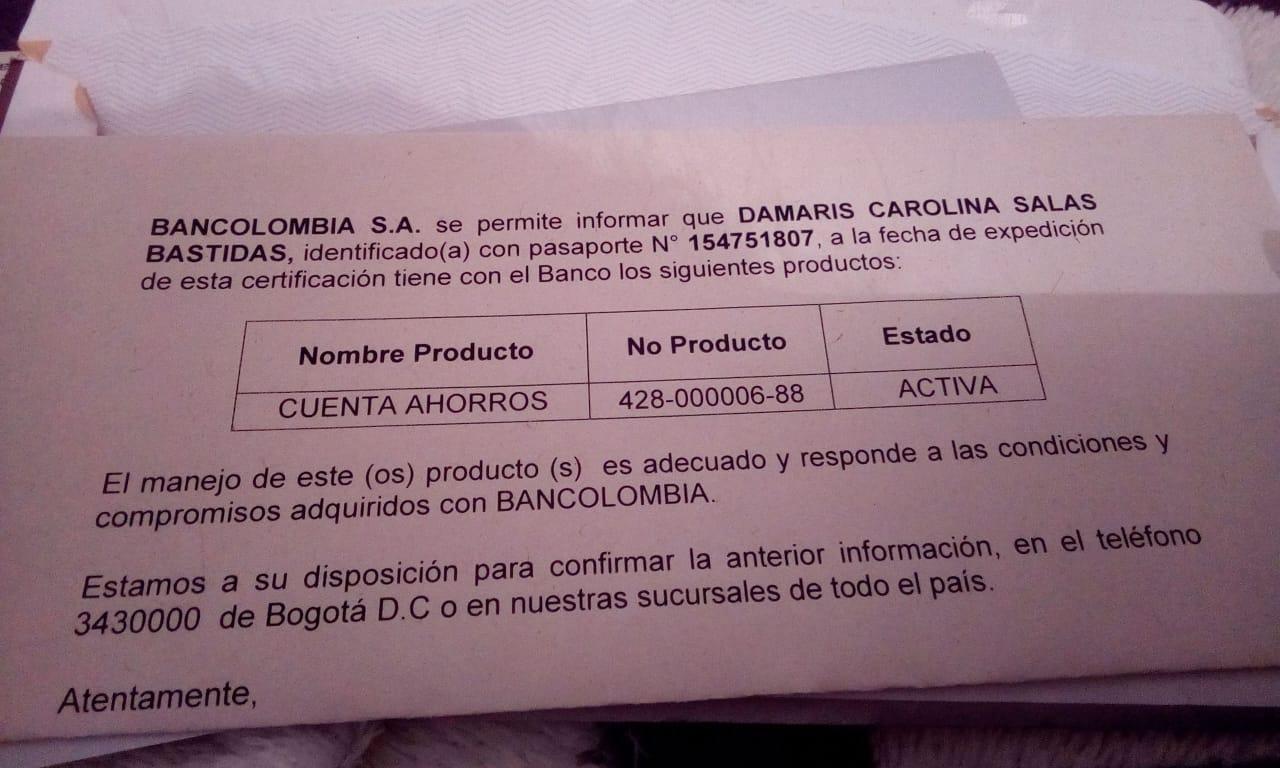 BANCOLOMBIA S.A. se permite informar que DAMARIS CAROLINA SALAS
BASTIDAS, identificado(a) con pasaporte N° 154751807, a la fecha de expedición
de esta certificación tiene con el Banco los siguientes productos:
Nombre Producto No Producto Estado
CUENTA AHORROS 428-000006-88 ACTIVA
El manejo de este (os) producto (s) es adecuado y responde a las condiciones y
compromisos adquiridos con BANCOLOMBIA.
Estamos a su disposición para confirmar la anterior información, en el teléfono
3430000 de Bogotá D.C o en nuestras sucursales de todo el país.
Atentamente,